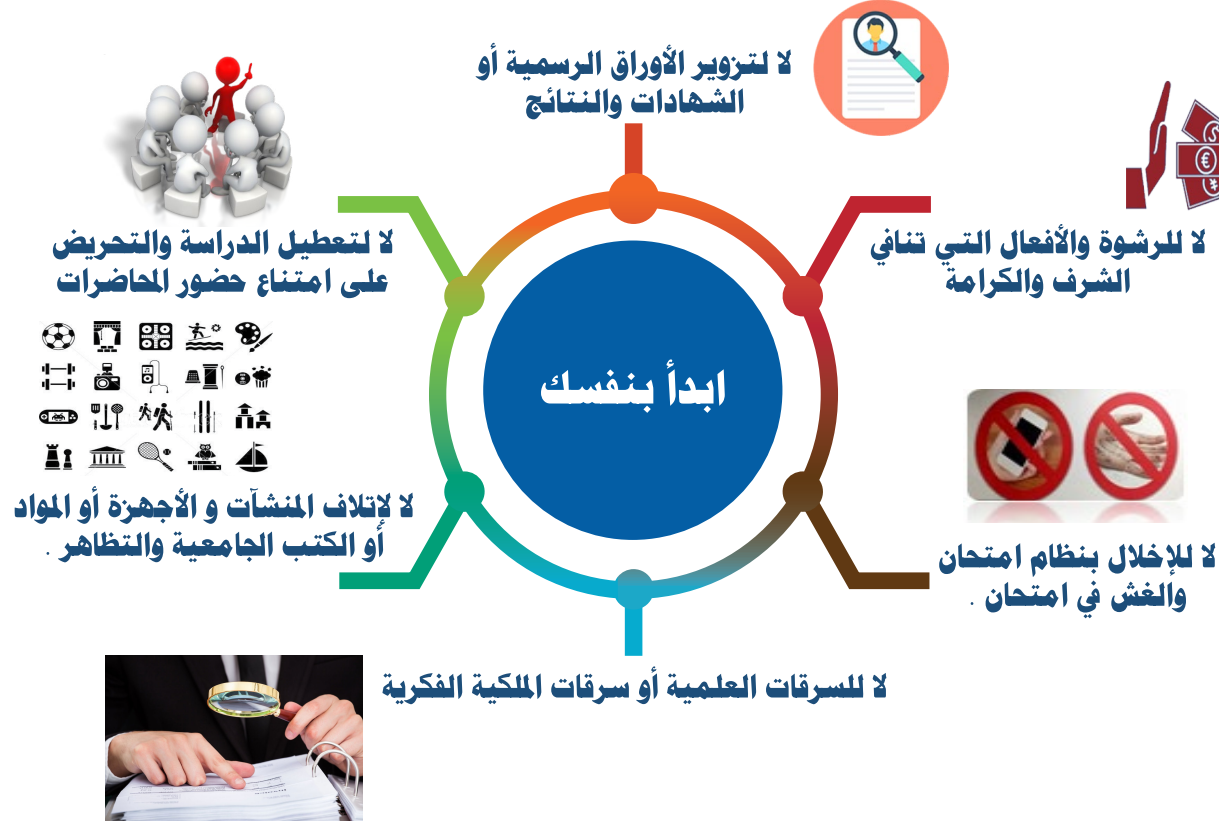 لا لتزوير الأوراق الرسمية أو
الشهادات والنتائج
لا للرشوة والأفعال التي تنافي
الشرف والكرامة
لا لتعطيل الدراسة والتحريض
على امتناع حضور المحاضرات
ابدأ بنفسك
لا لإتلاف المنشآت و الأجهزة أو المواد
أو الكتب الجامعية والتظاهر .
لا للإخلال بنظام امتحان
والغش في امتحان .
لا للسرقات العلمية أو سرقات الملكية الفكرية